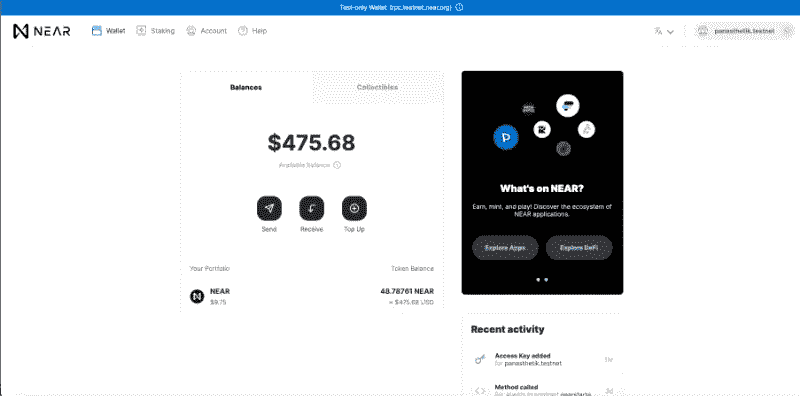 Test-only Wallet (rpc.testnet.near.org)
NEAR
Wallet
Staking
Account
Help
panasthetik.testnet
Balances
Collectibles
$475.68
Available Balance
Send
Receive
Top Up
Your Portfolio
Token Balance
NEAR
48.78761 NEAR
$9.75
≈ $475.68 USD
What's on NEAR?
Earn, mint, and play! Discover the ecosystem of
NEAR applications.
Explore Apps
Explore DeFi
Recent activity
Access Key added
1hr
for panasthetik.testnet
Method called
3d